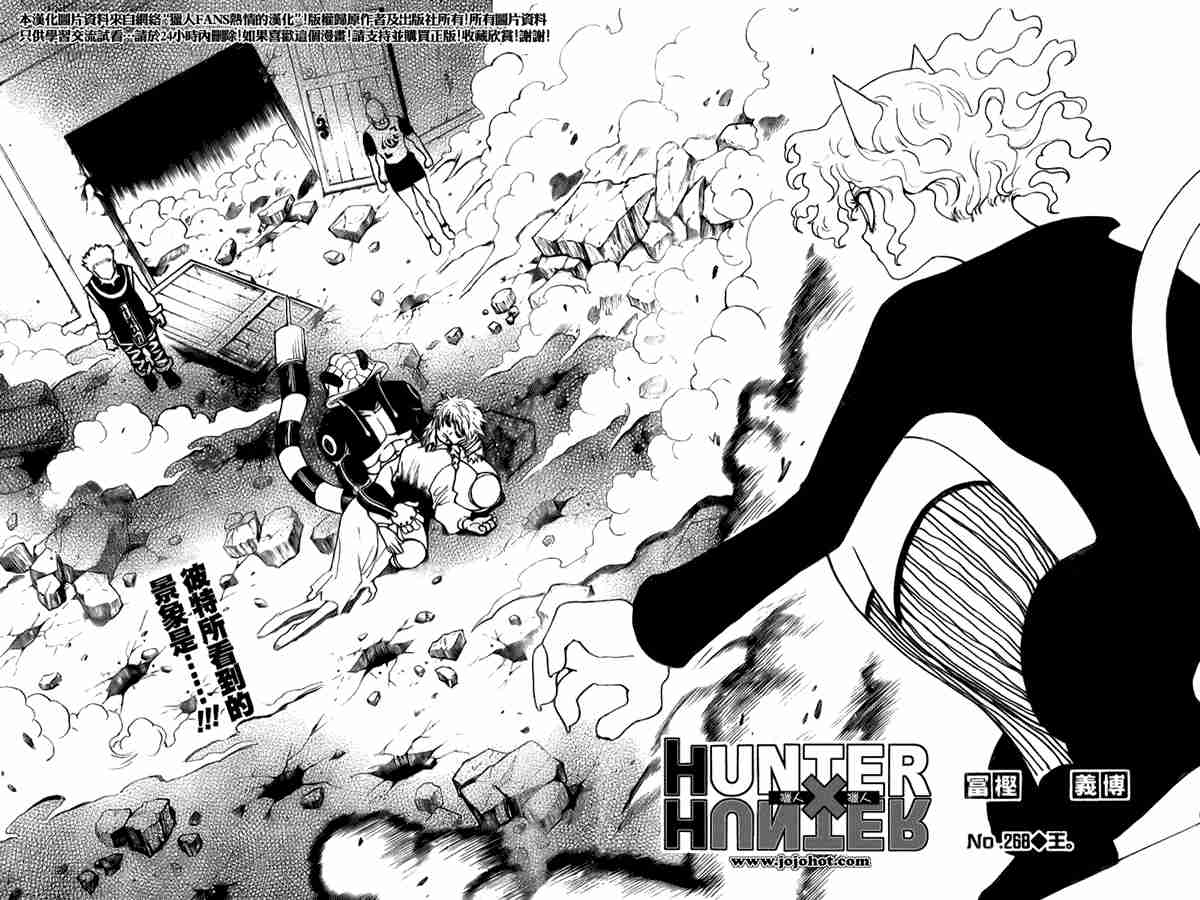 本漢化圖片資料來自網絡“獵人FANS熱情的漢化”!版權歸原作者及出版社所有!所有圖片資料
只供學習交流試看…請於24小時內刪除!如果喜歡這個漫畫!請支持並購買正版!收藏欣賞!謝謝!
彼特所看到的
景象是……!!!
HUNTER
獵人×獵人
HUNTER
www.jojohot.com
冨樫 義博
No.268◆王。